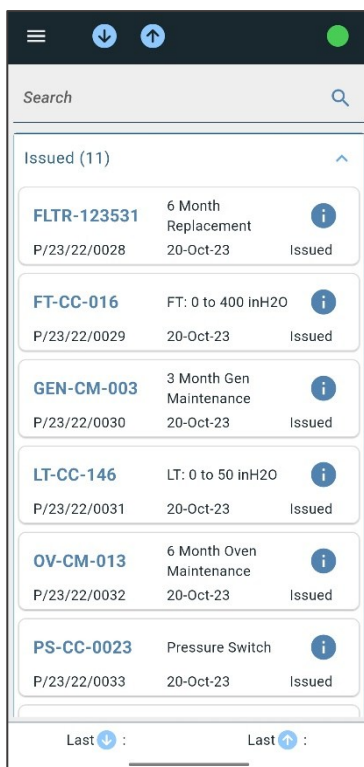 Search
Issued (11)
FLTR-123531 6 Month
Replacement
P/23/22/0028 20-Oct-23 Issued
FT-CC-016 FT: 0 to 400 inH2O
P/23/22/0029 20-Oct-23 Issued
GEN-CM-003 3 Month Gen
Maintenance
P/23/22/0030 20-Oct-23 Issued
LT-CC-146 LT: 0 to 50 inH2O
P/23/22/0031 20-Oct-23 Issued
OV-CM-013 6 Month Oven
Maintenance
P/23/22/0032 20-Oct-23 Issued
PS-CC-0023 Pressure Switch
P/23/22/0033 20-Oct-23 Issued
Last : Last :